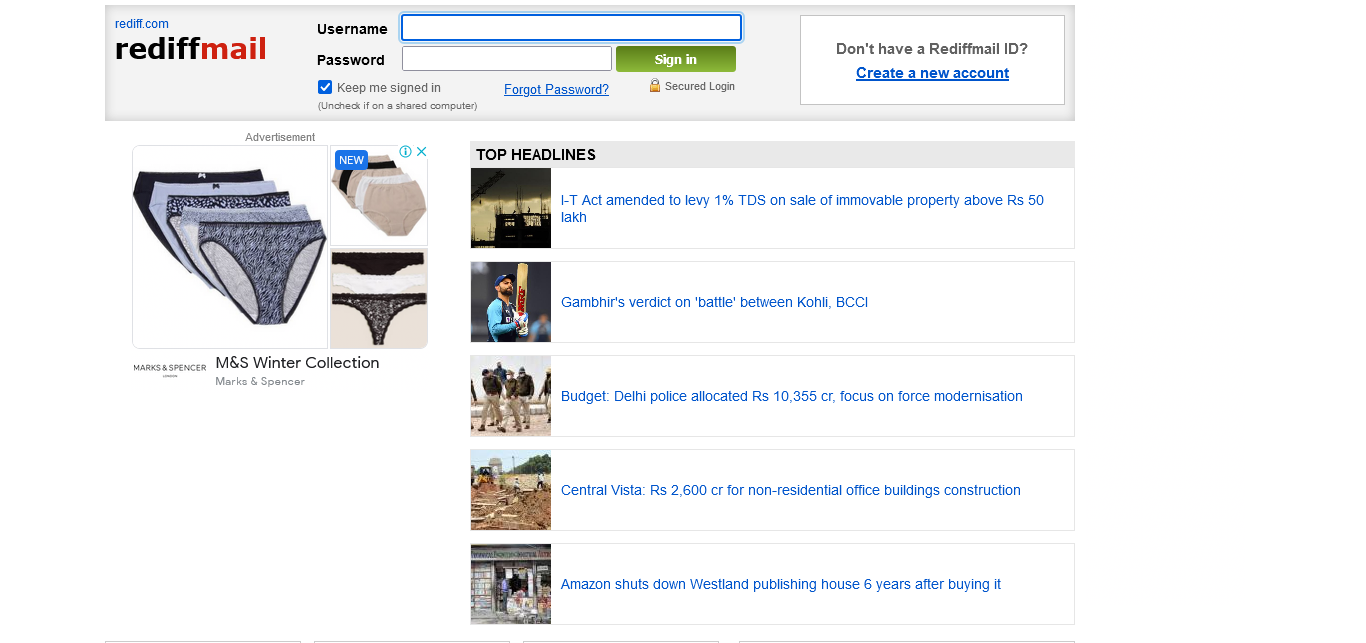 rediff.com
rediffmail
Username
Password
Sign in
Keep me signed in
(Uncheck if on a shared computer)
Forgot Password?
Secured Login
Don't have a Rediffmail ID?
Create a new account
Advertisement
NEW
MARKS & SPENCER
LONDON
M&S Winter Collection
Marks & Spencer
TOP HEADLINES
I-T Act amended to levy 1% TDS on sale of immovable property above Rs 50
lakh
Gambhir's verdict on 'battle' between Kohli, BCCI
Budget: Delhi police allocated Rs 10,355 cr, focus on force modernisation
Central Vista: Rs 2,600 cr for non-residential office buildings construction
Amazon shuts down Westland publishing house 6 years after buying it